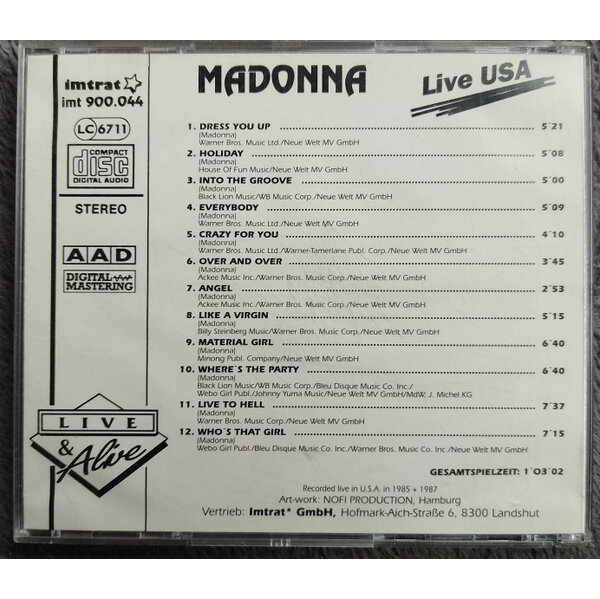 imtrat
imt 900.044
LC 6711
COMPACT
disc
DIGITAL AUDIO
STEREO
AAD
DIGITAL
MASTERING
LIVE
& Alive
MADONNA
Live USA
1. DRESS YOU UP 5´21
(Madonna)
Warner Bros. Music Ltd./Neue Welt MV GmbH
2. HOLIDAY 5´08
(Madonna)
House Of Fun Music/Neue Welt MV GmbH
3. INTO THE GROOVE 5´00
(Madonna)
Black Lion Music/WB Music Corp./Neue Welt MV GmbH
4. EVERYBODY 5´09
(Madonna)
Warner Bros. Music Ltd/Neue Welt MV GmbH
5. CRAZY FOR YOU 4´10
(Madonna)
Warner Bros. Music Ltd./Warner-Tamerlane Publ. Corp./Neue Welt MV GmbH
6. OVER AND OVER 3´45
(Madonna)
Ackee Music Inc./Warner Bros. Music Corp./Neue Welt MV GmbH
7. ANGEL 2´53
(Madonna)
Ackee Music Inc./Warner Bros. Music Corp/Neue Welt MV GmbH
8. LIKE A VIRGIN 5´15
(Madonna)
Billy Steinberg Music/Warner Bros. Music Corp./Neue Welt MV GmbH
9. MATERIAL GIRL 6´40
(Madonna)
Minong Publ. Company/Neue Welt MV GmbH
10. WHERE´S THE PARTY 6´40
(Madonna)
Black Lion Music/WB Music Corp./Bleu Disque Music Co. Inc./
Webo Girl Publ./Johnny Yuma Music/Neue Welt MV GmbH/MdW, J. Michel KG
11. LIVE TO HELL 7´37
(Madonna)
Webo Girl Publ./Bleu Disque Music Co. Inc./Warner Bros. Music Corp./Neue Welt MV GmbH
12. WHO´S THAT GIRL 7´15
(Madonna)
Webo Girl Publ./Bleu Disque Music Co. Inc./Warner Bros. Music Co. Inc./Neue Welt MV GmbH
GESAMTSPIELZEIT: 1´O3´02
Recorded live in U.S.A. in 1985 + 1987
Art-work: NOFI PRODUCTION, Hamburg
Vertrieb: Imtrat* GmbH, Hofmark-Aich-Straße 6, 8300 Landshut